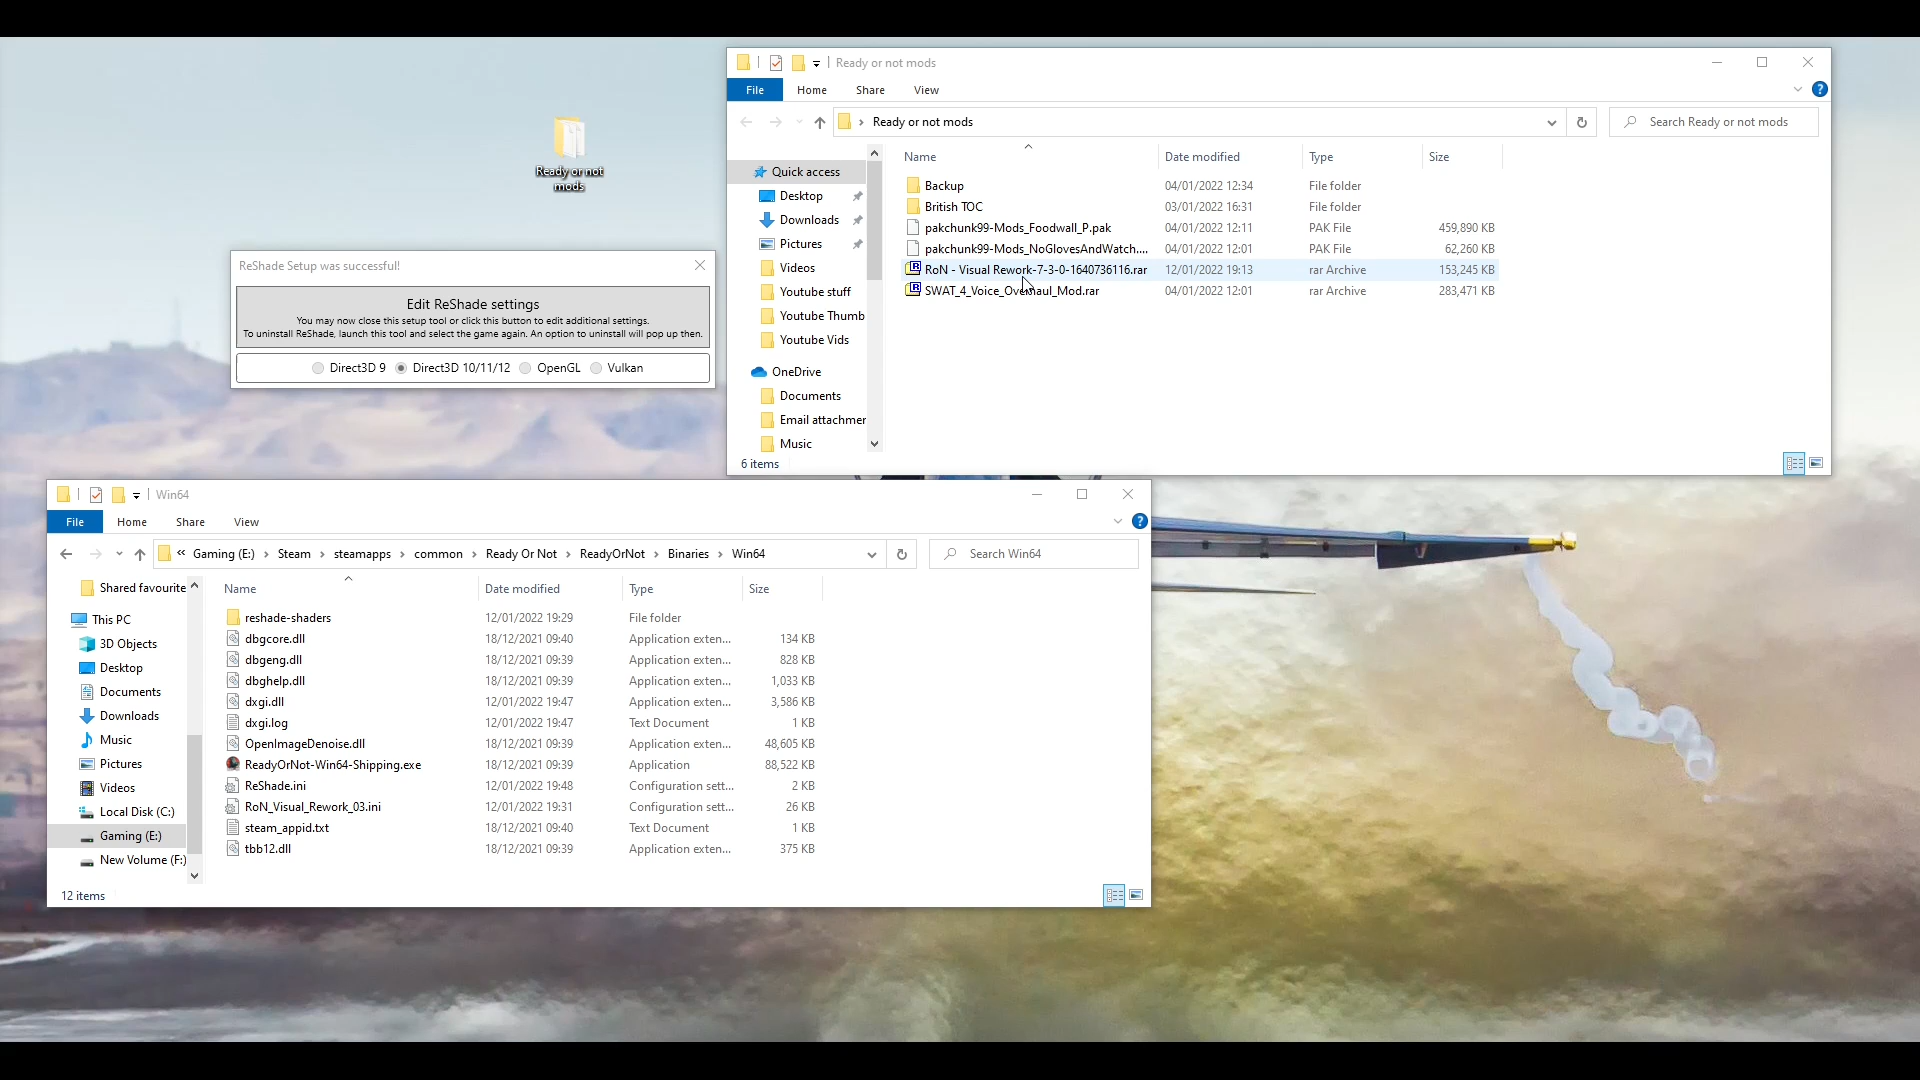 Ready or not mods
File Home Share View
Ready or not mods
Search Ready or not mods
Name Date modified Type Size
Quick access
Desktop
Downloads
Pictures
Videos
Youtube stuff
Youtube Thumb
Youtube Vids
OneDrive
Documents
Email attachmer
Music
Backup 04/01/2022 12:34 File folder
British TOC 03/01/2022 16:31 File folder
pakchunk99-Mods_Foodwall_P.pak 04/01/2022 12:11 PAK File 459,890 KB
pakchunk99-Mods_NoGlovesAndWatch.... 04/01/2022 12:01 PAK File 62,260 KB
RoN - Visual Rework-7-3-0-1640736116.rar 12/01/2022 19:13 rar Archive 153,245 KB
SWAT_4_Voice_Overhaul_Mod.rar 04/01/2022 12:01 rar Archive 283,471 KB
6 items
Ready or not
mods
ReShade Setup was successful!
Edit ReShade settings
You may now close this setup tool or click this button to edit additional settings.
To uninstall ReShade, launch this tool and select the game again. An option to uninstall will pop up then.
Direct3D 9 Direct3D 10/11/12 OpenGL Vulkan
Win64
File Home Share View
« Gaming (E:) › Steam › steamapps › common › Ready Or Not › ReadyOrNot › Binaries › Win64
Search Win64
Name Date modified Type Size
Shared favourite
This PC
3D Objects
Desktop
Documents
Downloads
Music
Pictures
Videos
Local Disk (C:)
Gaming (E:)
New Volume (F:)
reshade-shaders 12/01/2022 19:29 File folder
dbgcore.dll 18/12/2021 09:40 Application exten... 134 KB
dbgeng.dll 18/12/2021 09:39 Application exten... 828 KB
dbghelp.dll 18/12/2021 09:39 Application exten... 1,033 KB
dxgi.dll 12/01/2022 19:47 Application exten... 3,586 KB
dxgi.log 12/01/2022 19:47 Text Document 1 KB
OpenImageDenoise.dll 18/12/2021 09:39 Application exten... 48,605 KB
ReadyOrNot-Win64-Shipping.exe 18/12/2021 09:39 Application 88,522 KB
ReShade.ini 12/01/2022 19:48 Configuration sett... 2 KB
RoN_Visual_Rework_03.ini 12/01/2022 19:31 Configuration sett... 26 KB
steam_appid.txt 18/12/2021 09:40 Text Document 1 KB
tbb12.dll 18/12/2021 09:39 Application exten... 375 KB
12 items